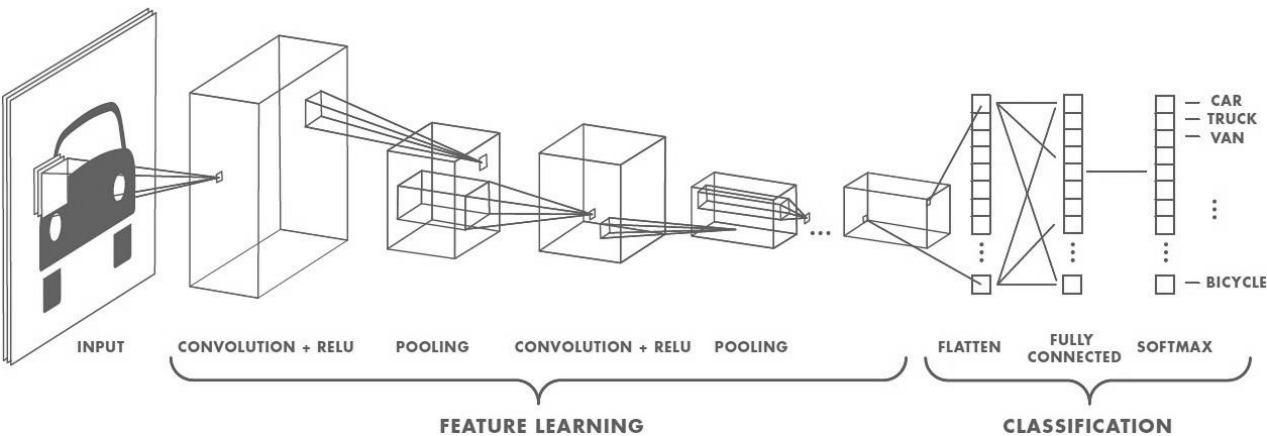 CAR
TRUCK
VAN
BICYCLE
INPUT
CONVOLUTION + RELU
POOLING
CONVOLUTION + RELU
POOLING
FLATTEN
FULLY
CONNECTED
SOFTMAX
FEATURE LEARNING
CLASSIFICATION